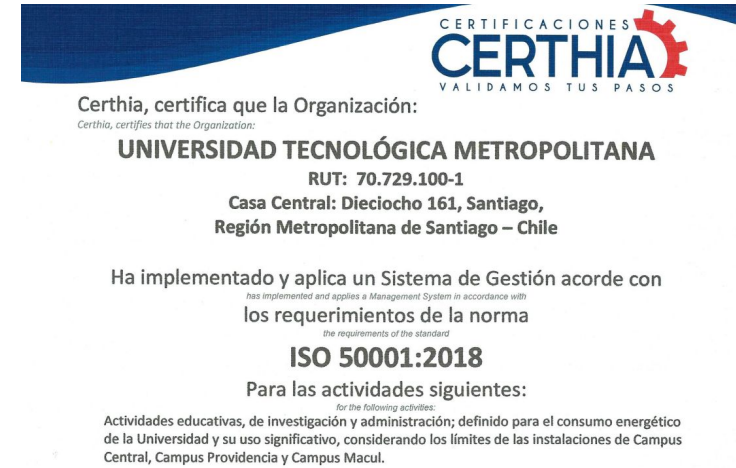 CERTIFICACIONES
CERTHIA
VALIDAMOS TUS PASOS
Certhia, certifica que la Organización:
Certhia, certifies that the Organization:
UNIVERSIDAD TECNOLÓGICA METROPOLITANA
RUT: 70.729.100-1
Casa Central: Dieciocho 161, Santiago,
Región Metropolitana de Santiago – Chile
Ha implementado y aplica un Sistema de Gestión acorde con
has implemented and applies a Management System in accordance with
los requerimientos de la norma
the requirements of the standard
ISO 50001:2018
Para las actividades siguientes:
for the following activities:
Actividades educativas, de investigación y administración; definido para el consumo energético
de la Universidad y su uso significativo, considerando los límites de las instalaciones de Campus
Central, Campus Providencia y Campus Macul.